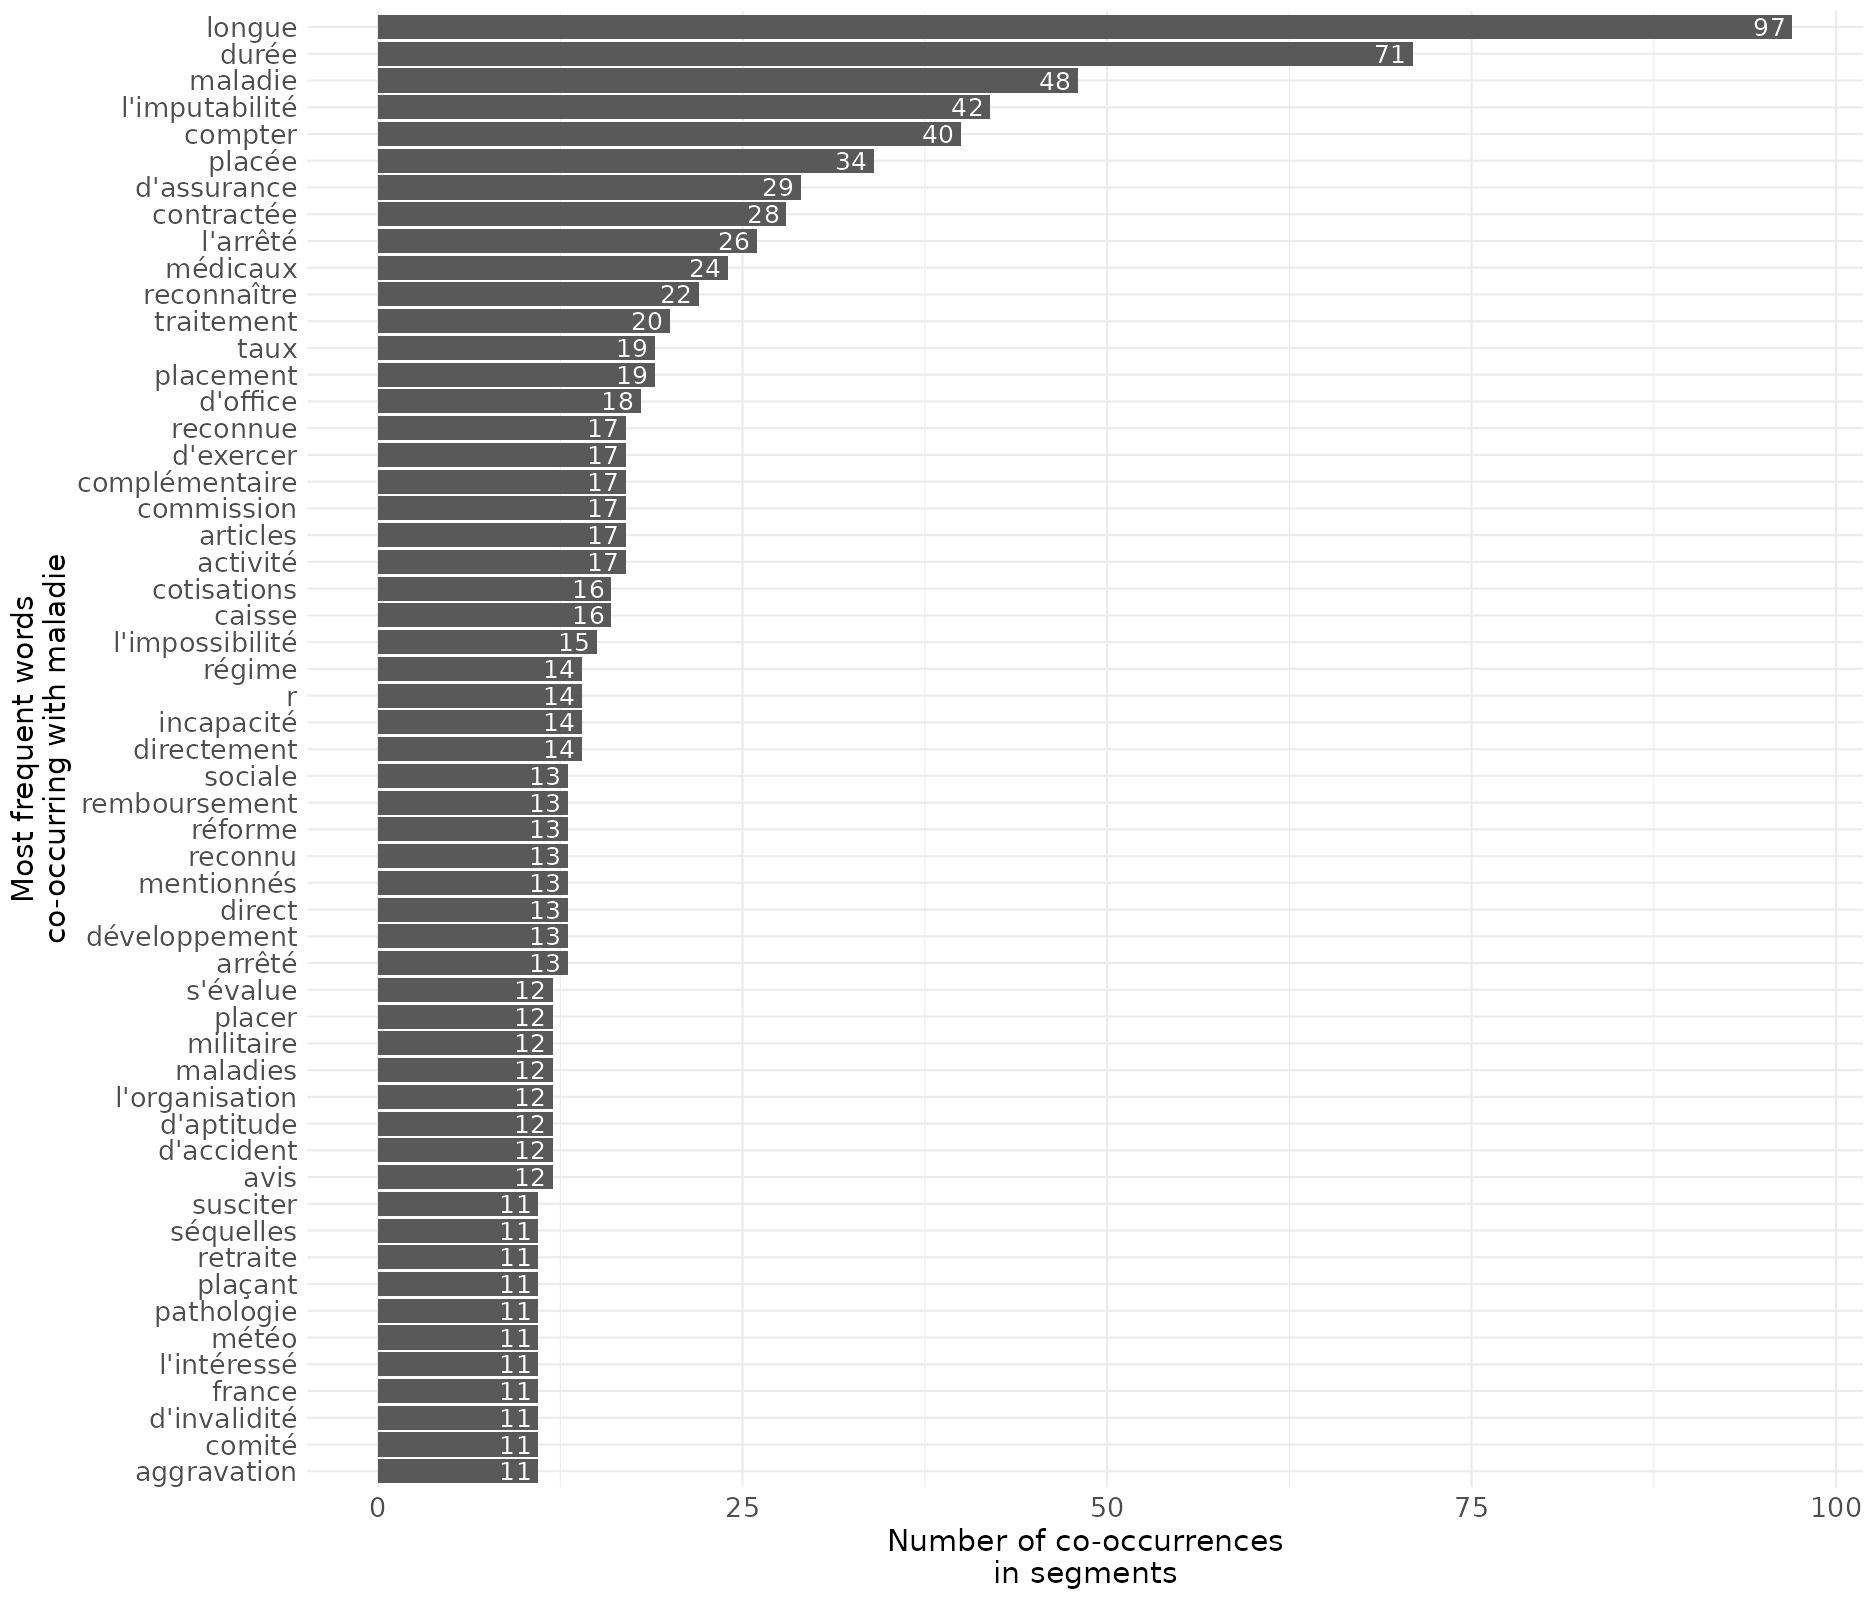 longue 97
durée 71
maladie 48
l'imputabilité 42
compter 40
placée 34
d'assurance 29
contractée 28
l'arrêté 26
médicaux 24
reconnaître 22
traitement 20
taux 19
placement 19
d'office 18
reconnue 17
d'exercer 17
complémentaire 17
commission 17
articles 17
activité 17
cotisations 16
caisse 16
l'impossibilité 15
régime 14
r 14
incapacité 14
directement 14
sociale 13
remboursement 13
réforme 13
reconnu 13
mentionnés 13
direct 13
développement 13
arrêté 13
s'évalue 12
placer 12
militaire 12
maladies 12
l'organisation 12
d'aptitude 12
d'accident 12
avis 12
susciter 11
séquelles 11
retraite 11
plaçant 11
pathologie 11
météo 11
l'intéressé 11
france 11
d'invalidité 11
comité 11
aggravation 11
0 25 50 75 100
Number of co-occurrences
in segments
Most frequent words
co-occurring with maladie